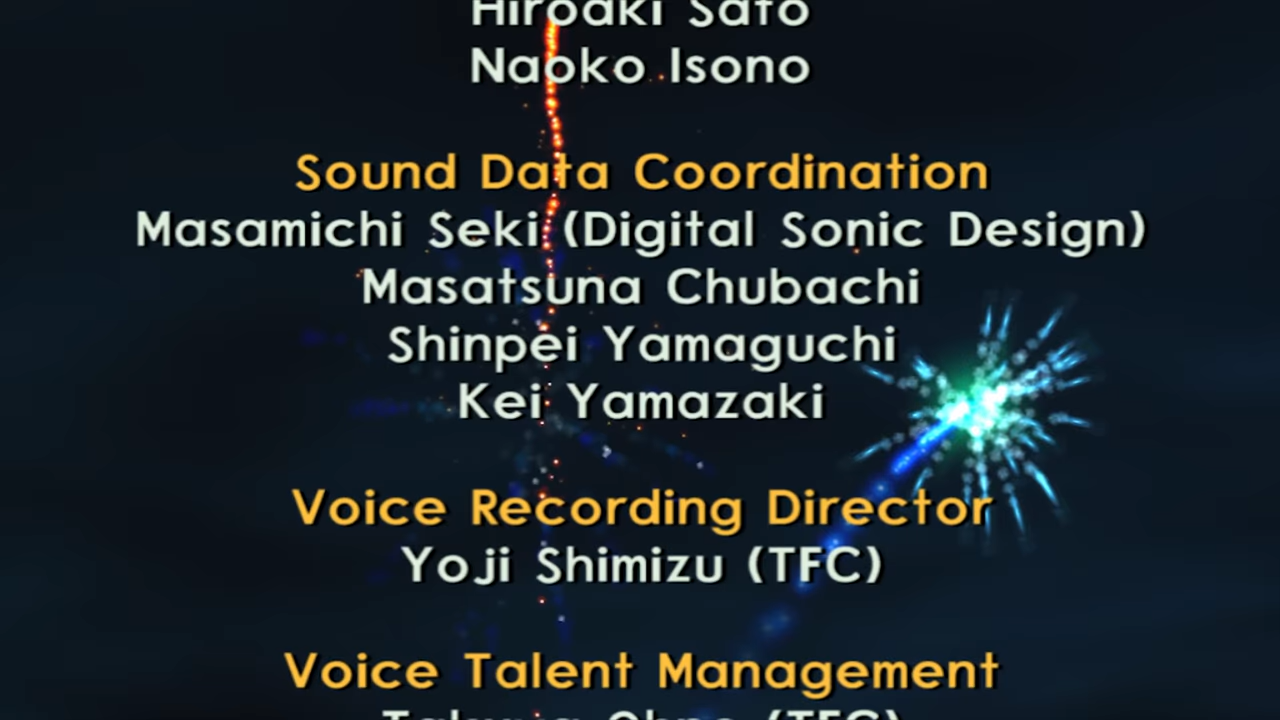 Hiroaki Sato
Naoko Isono
Sound Data Coordination
Masamichi Seki (Digital Sonic Design)
Masatsuna Chubachi
Shinpei Yamaguchi
Kei Yamazaki
Voice Recording Director
Yoji Shimizu (TFC)
Voice Talent Management
(TFC)